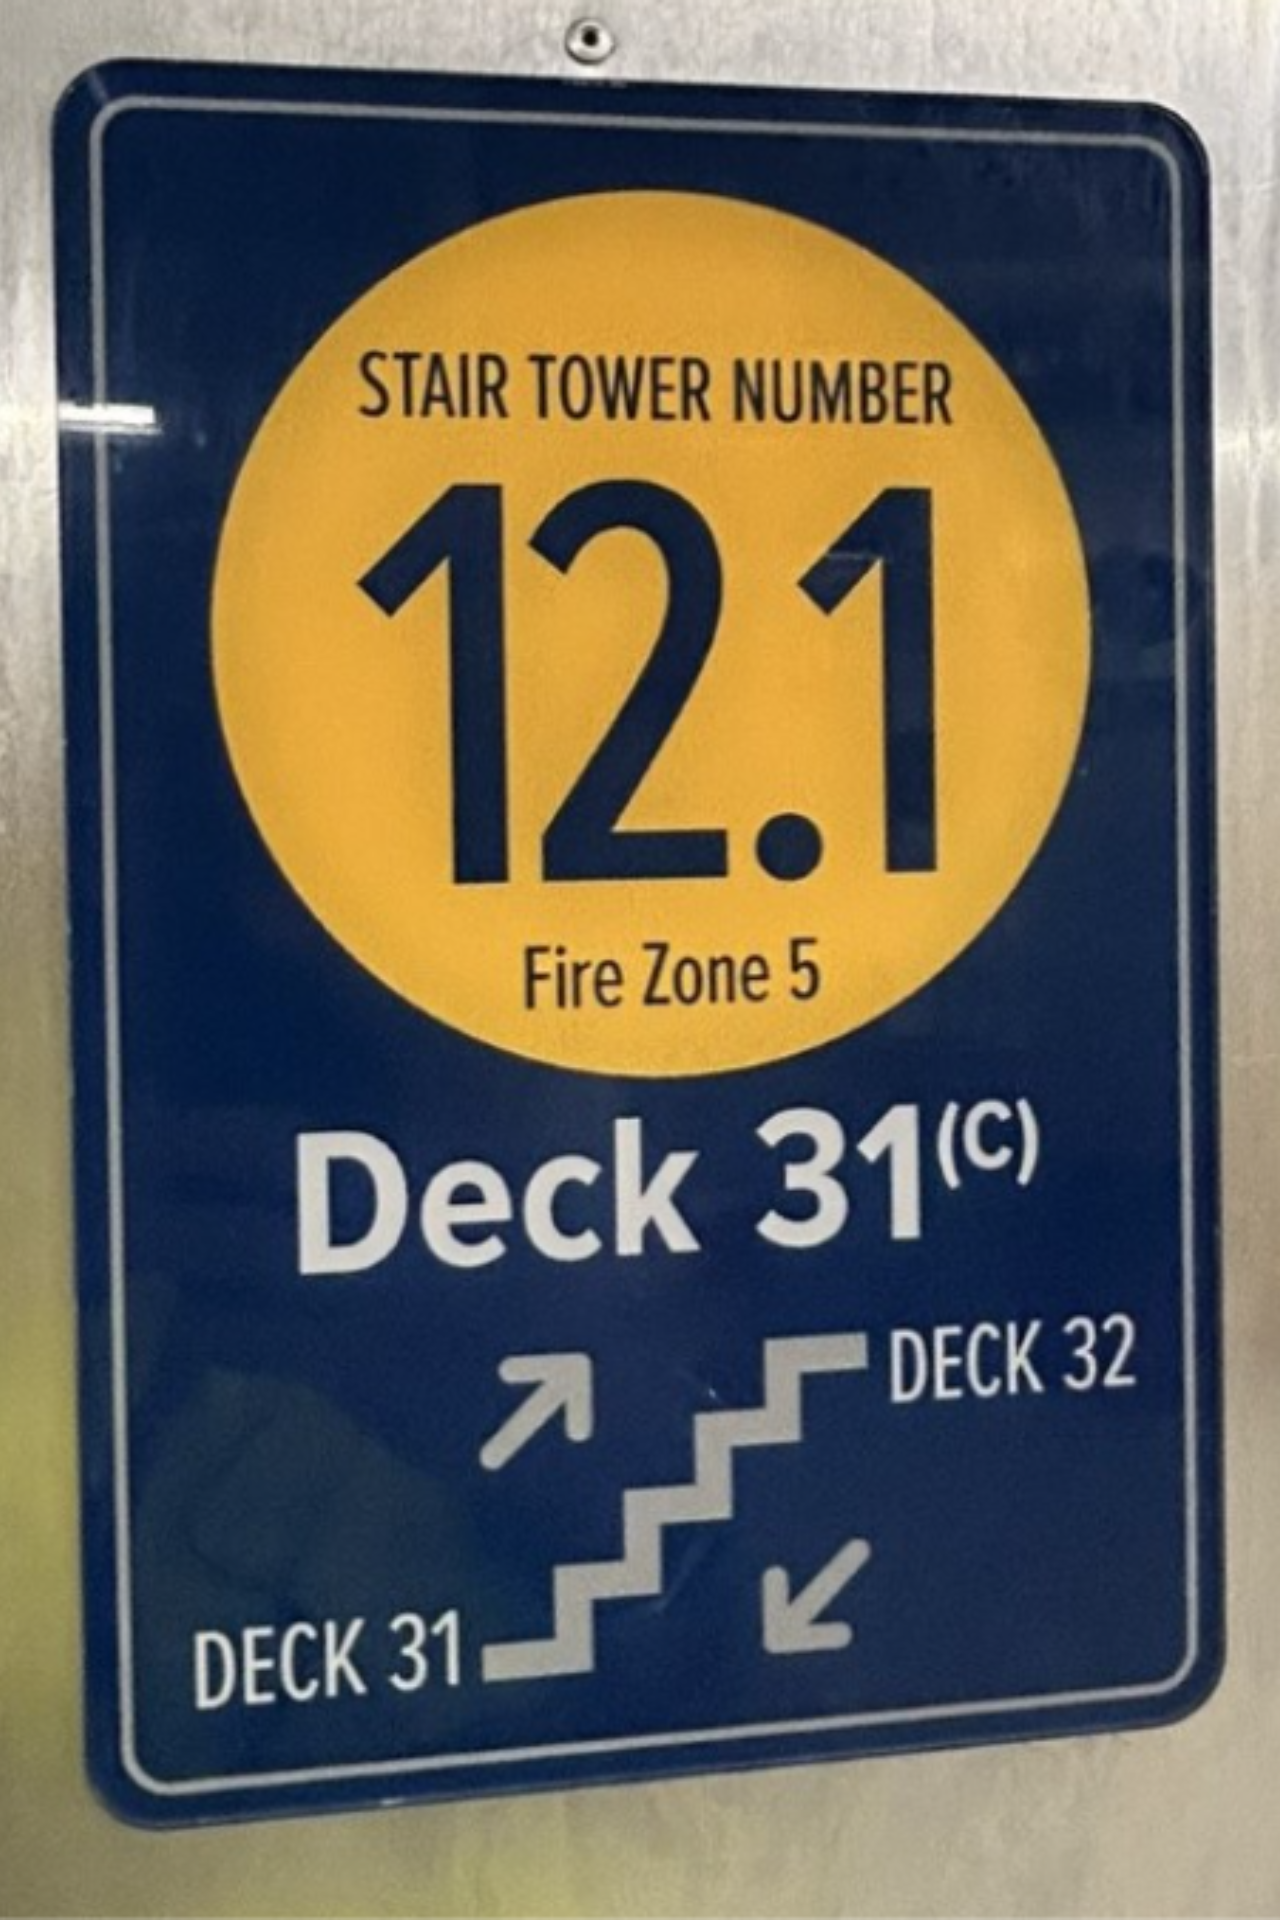 STAIR TOWER NUMBER
12.1
Fire Zone 5
Deck 31(C)
DECK 32
DECK 31